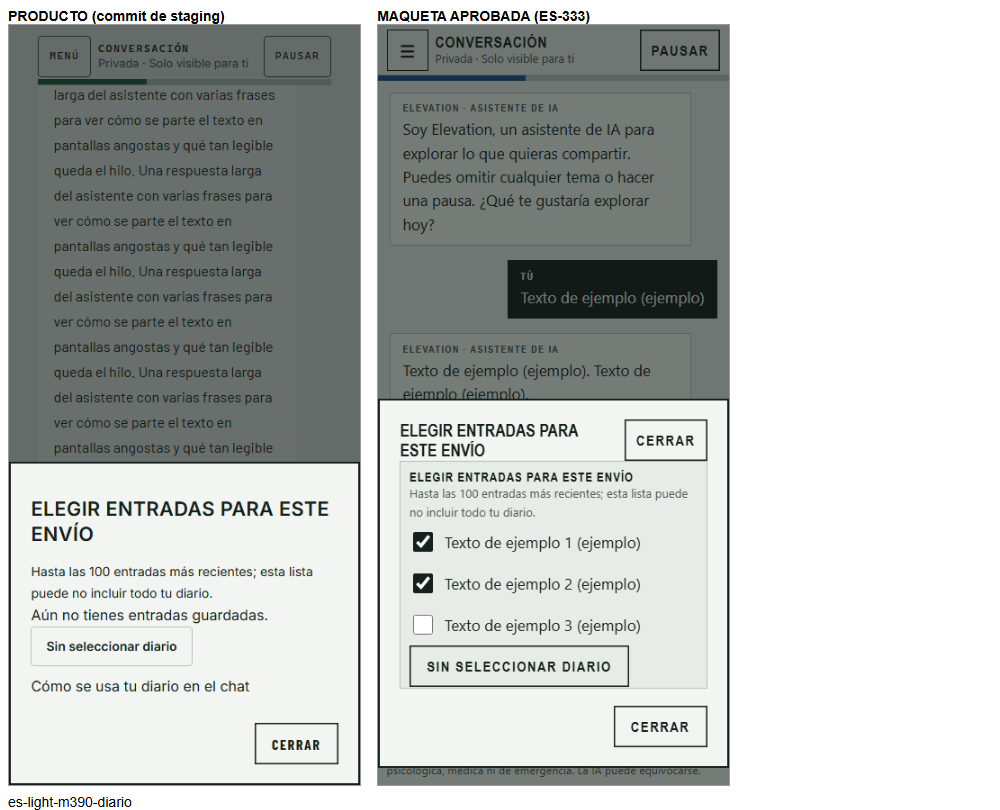 PRODUCTO (commit de staging)
MENÚ
CONVERSACIÓN
Privada · Solo visible para ti
PAUSAR
larga del asistente con varias frases
para ver cómo se parte el texto en
pantallas angostas y qué tan legible
queda el hilo. Una respuesta larga
del asistente con varias frases para
ver cómo se parte el texto en
pantallas angostas y qué tan legible
queda el hilo. Una respuesta larga
del asistente con varias frases para
ver cómo se parte el texto en
pantallas angostas y qué tan legible
queda el hilo. Una respuesta larga
del asistente con varias frases para
ver cómo se parte el texto en
pantallas angostas y qué tan legible
ELEGIR ENTRADAS PARA ESTE
ENVÍO
Hasta las 100 entradas más recientes; esta lista
puede no incluir todo tu diario.
Aún no tienes entradas guardadas.
Sin seleccionar diario
Cómo se usa tu diario en el chat
CERRAR
MAQUETA APROBADA (ES-333)
CONVERSACIÓN
Privada · Solo visible para ti
PAUSAR
ELEVATION · ASISTENTE DE IA
Soy Elevation, un asistente de IA para
explorar lo que quieras compartir.
Puedes omitir cualquier tema o hacer
una pausa. ¿Qué te gustaría explorar
hoy?
TÚ
Texto de ejemplo (ejemplo)
ELEVATION · ASISTENTE DE IA
Texto de ejemplo (ejemplo). Texto de
ejemplo (ejemplo).
ELEGIR ENTRADAS PARA
ESTE ENVÍO
CERRAR
ELEGIR ENTRADAS PARA ESTE ENVÍO
Hasta las 100 entradas más recientes; esta lista puede
no incluir todo tu diario.
Texto de ejemplo 1 (ejemplo)
Texto de ejemplo 2 (ejemplo)
Texto de ejemplo 3 (ejemplo)
SIN SELECCIONAR DIARIO
CERRAR
psicológica, médica ni de emergencia. La IA puede equivocarse.
es-light-m390-diario